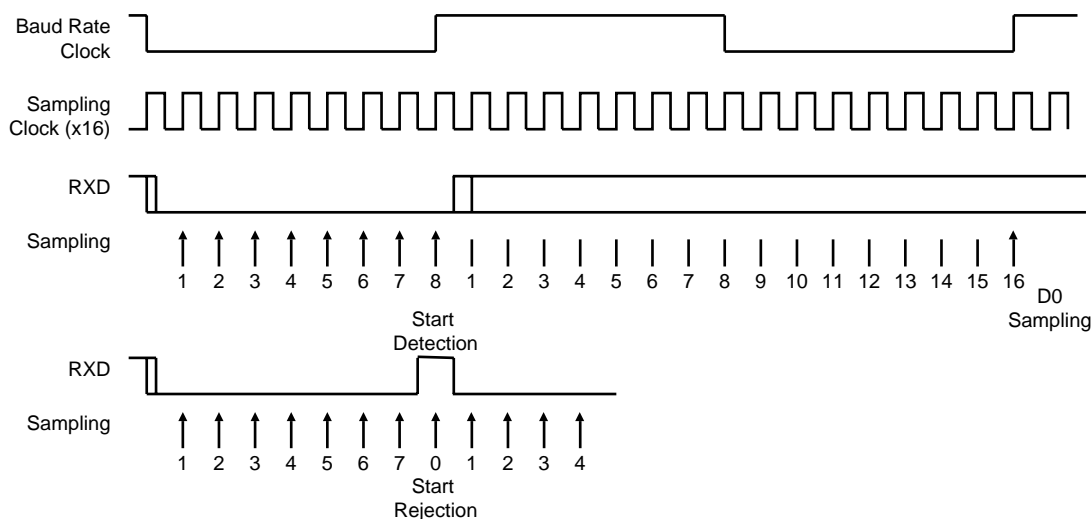 Baud Rate
Clock
Sampling
Clock (x16)
RXD
Sampling
1 2 3 4 5 6 7 8 1 2 3 4 5 6 7 8 9 10 11 12 13 14 15 16
D0
Sampling
Start
Detection
RXD
Sampling
1 2 3 4 5 6 7 0 1 2 3 4
Start
Rejection